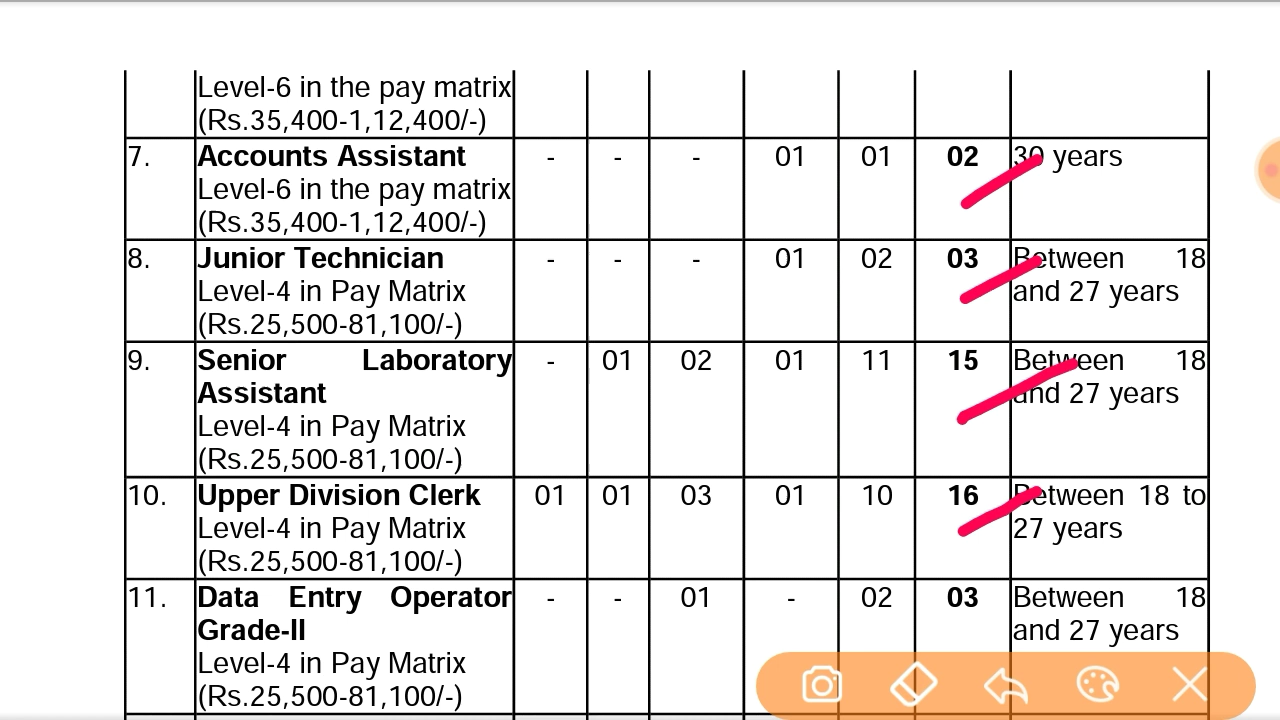 Level-6 in the pay matrix
(Rs.35,400-1,12,400/-)
7. Accounts Assistant - - - 01 01 02 30 years
Level-6 in the pay matrix
(Rs.35,400-1,12,400/-)
8. Junior Technician - - - 01 02 03 Between 18
Level-4 in Pay Matrix and 27 years
(Rs.25,500-81,100/-)
9. Senior Laboratory - 01 02 01 11 15 Between 18
Assistant and 27 years
Level-4 in Pay Matrix
(Rs.25,500-81,100/-)
10. Upper Division Clerk 01 01 03 01 10 16 Between 18 to
Level-4 in Pay Matrix 27 years
(Rs.25,500-81,100/-)
11. Data Entry Operator - - 01 - 02 03 Between 18
Grade-II and 27 years
Level-4 in Pay Matrix
(Rs.25,500-81,100/-)